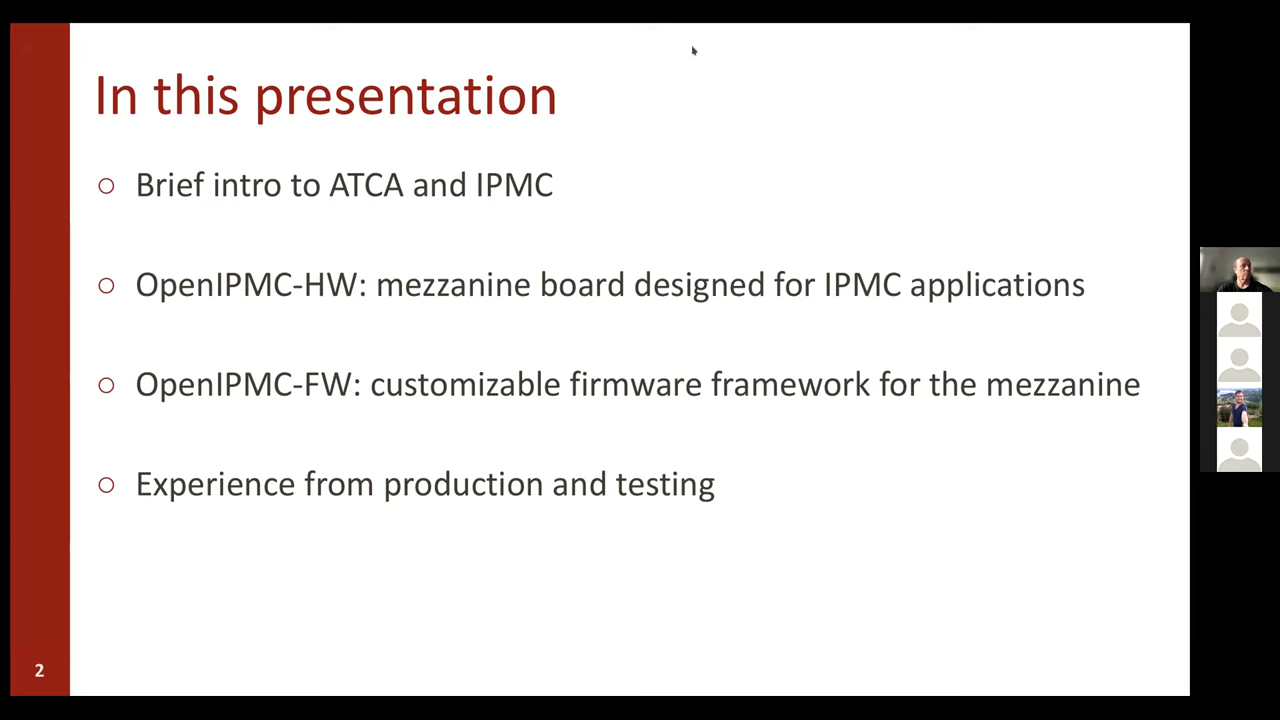 In this presentation
Brief intro to ATCA and IPMC
OpenIPMC-HW: mezzanine board designed for IPMC applications
OpenIPMC-FW: customizable firmware framework for the mezzanine
Experience from production and testing
2